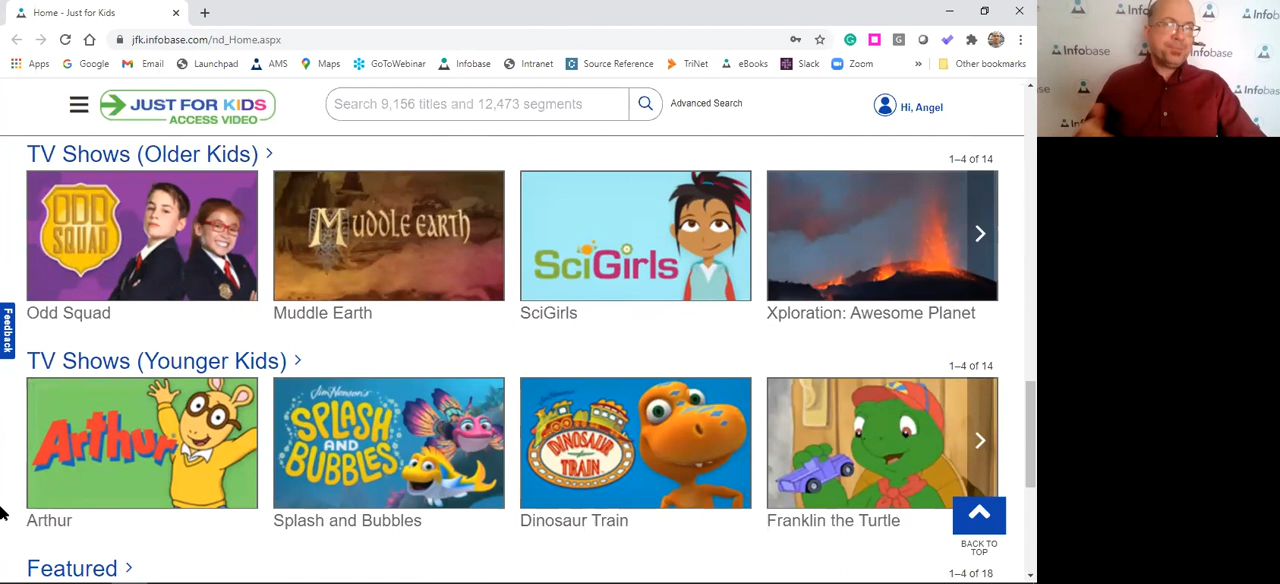 Home - Just for Kids
jfk.infobase.com/nd_Home.aspx
Apps Google Email Launchpad AMS Maps GoToWebinar Infobase Intranet Source Reference TriNet eBooks Slack Zoom » Other bookmarks
JUST FOR KIDS
ACCESS VIDEO
Search 9,156 titles and 12,473 segments
Advanced Search
Hi, Angel
TV Shows (Older Kids) >
1–4 of 14
ODD SQUAD
MUDDLE EARTH
SciGirls
Odd Squad
Muddle Earth
SciGirls
Xploration: Awesome Planet
Feedback
TV Shows (Younger Kids) >
1–4 of 14
Arthur
Jim Henson's
SPLASH
AND
BUBBLES
DINOSAUR
TRAIN
Arthur
Splash and Bubbles
Dinosaur Train
Franklin the Turtle
BACK TO
TOP
Featured >
1–4 of 18
Infobase
Infobase